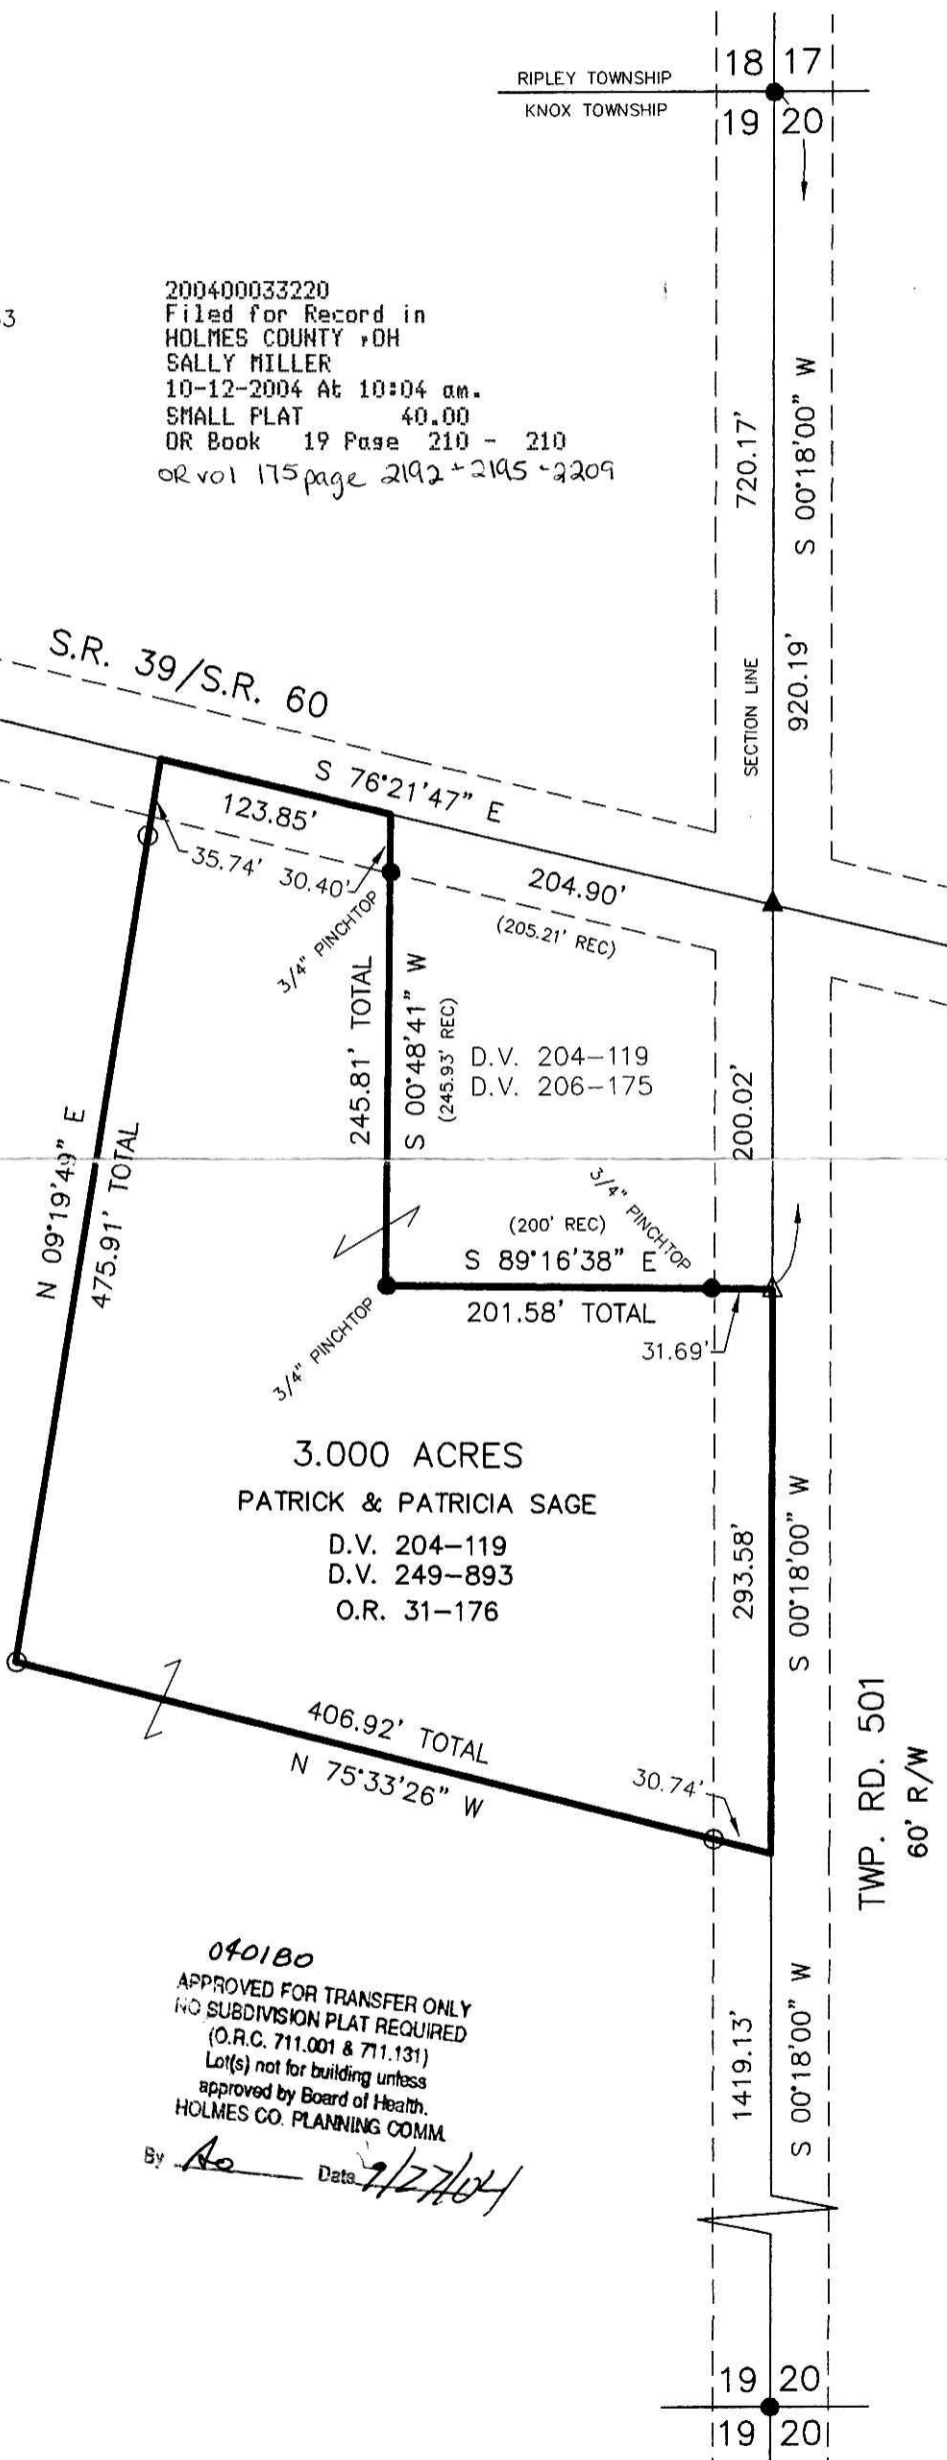 18 17
RIPLEY TOWNSHIP
KNOX TOWNSHIP
19 20
200400033220
Filed for Record in
HOLMES COUNTY ,OH
SALLY MILLER
10-12-2004 At 10:04 am.
SMALL PLAT 40.00
OR Book 19 Page 210 - 210
OR vol 175 page 2192 + 2195 - 2209
3
720.17'
S 00°18'00" W
920.19'
SECTION LINE
S.R. 39/S.R. 60
S 76°21'47" E
123.85'
35.74'
30.40'
204.90'
(205.21' REC)
3/4" PINCHTOP
245.81' TOTAL
S 00°48'41" W
(245.93' REC)
D.V. 204-119
D.V. 206-175
200.02'
N 09°19'49" E
475.91' TOTAL
3/4" PINCHTOP
(200' REC)
S 89°16'38" E
201.58' TOTAL
31.69'
3/4" PINCHTOP
3.000 ACRES
PATRICK & PATRICIA SAGE
D.V. 204-119
D.V. 249-893
O.R. 31-176
293.58'
S 00°18'00" W
406.92' TOTAL
N 75°33'26" W
30.74'
TWP. RD. 501
60' R/W
040180
APPROVED FOR TRANSFER ONLY
NO SUBDIVISION PLAT REQUIRED
(O.R.C. 711.001 & 711.131)
Lot(s) not for building unless
approved by Board of Health.
HOLMES CO. PLANNING COMM.
By Date 9/27/04
1419.13'
S 00°18'00" W
19 20
19 20